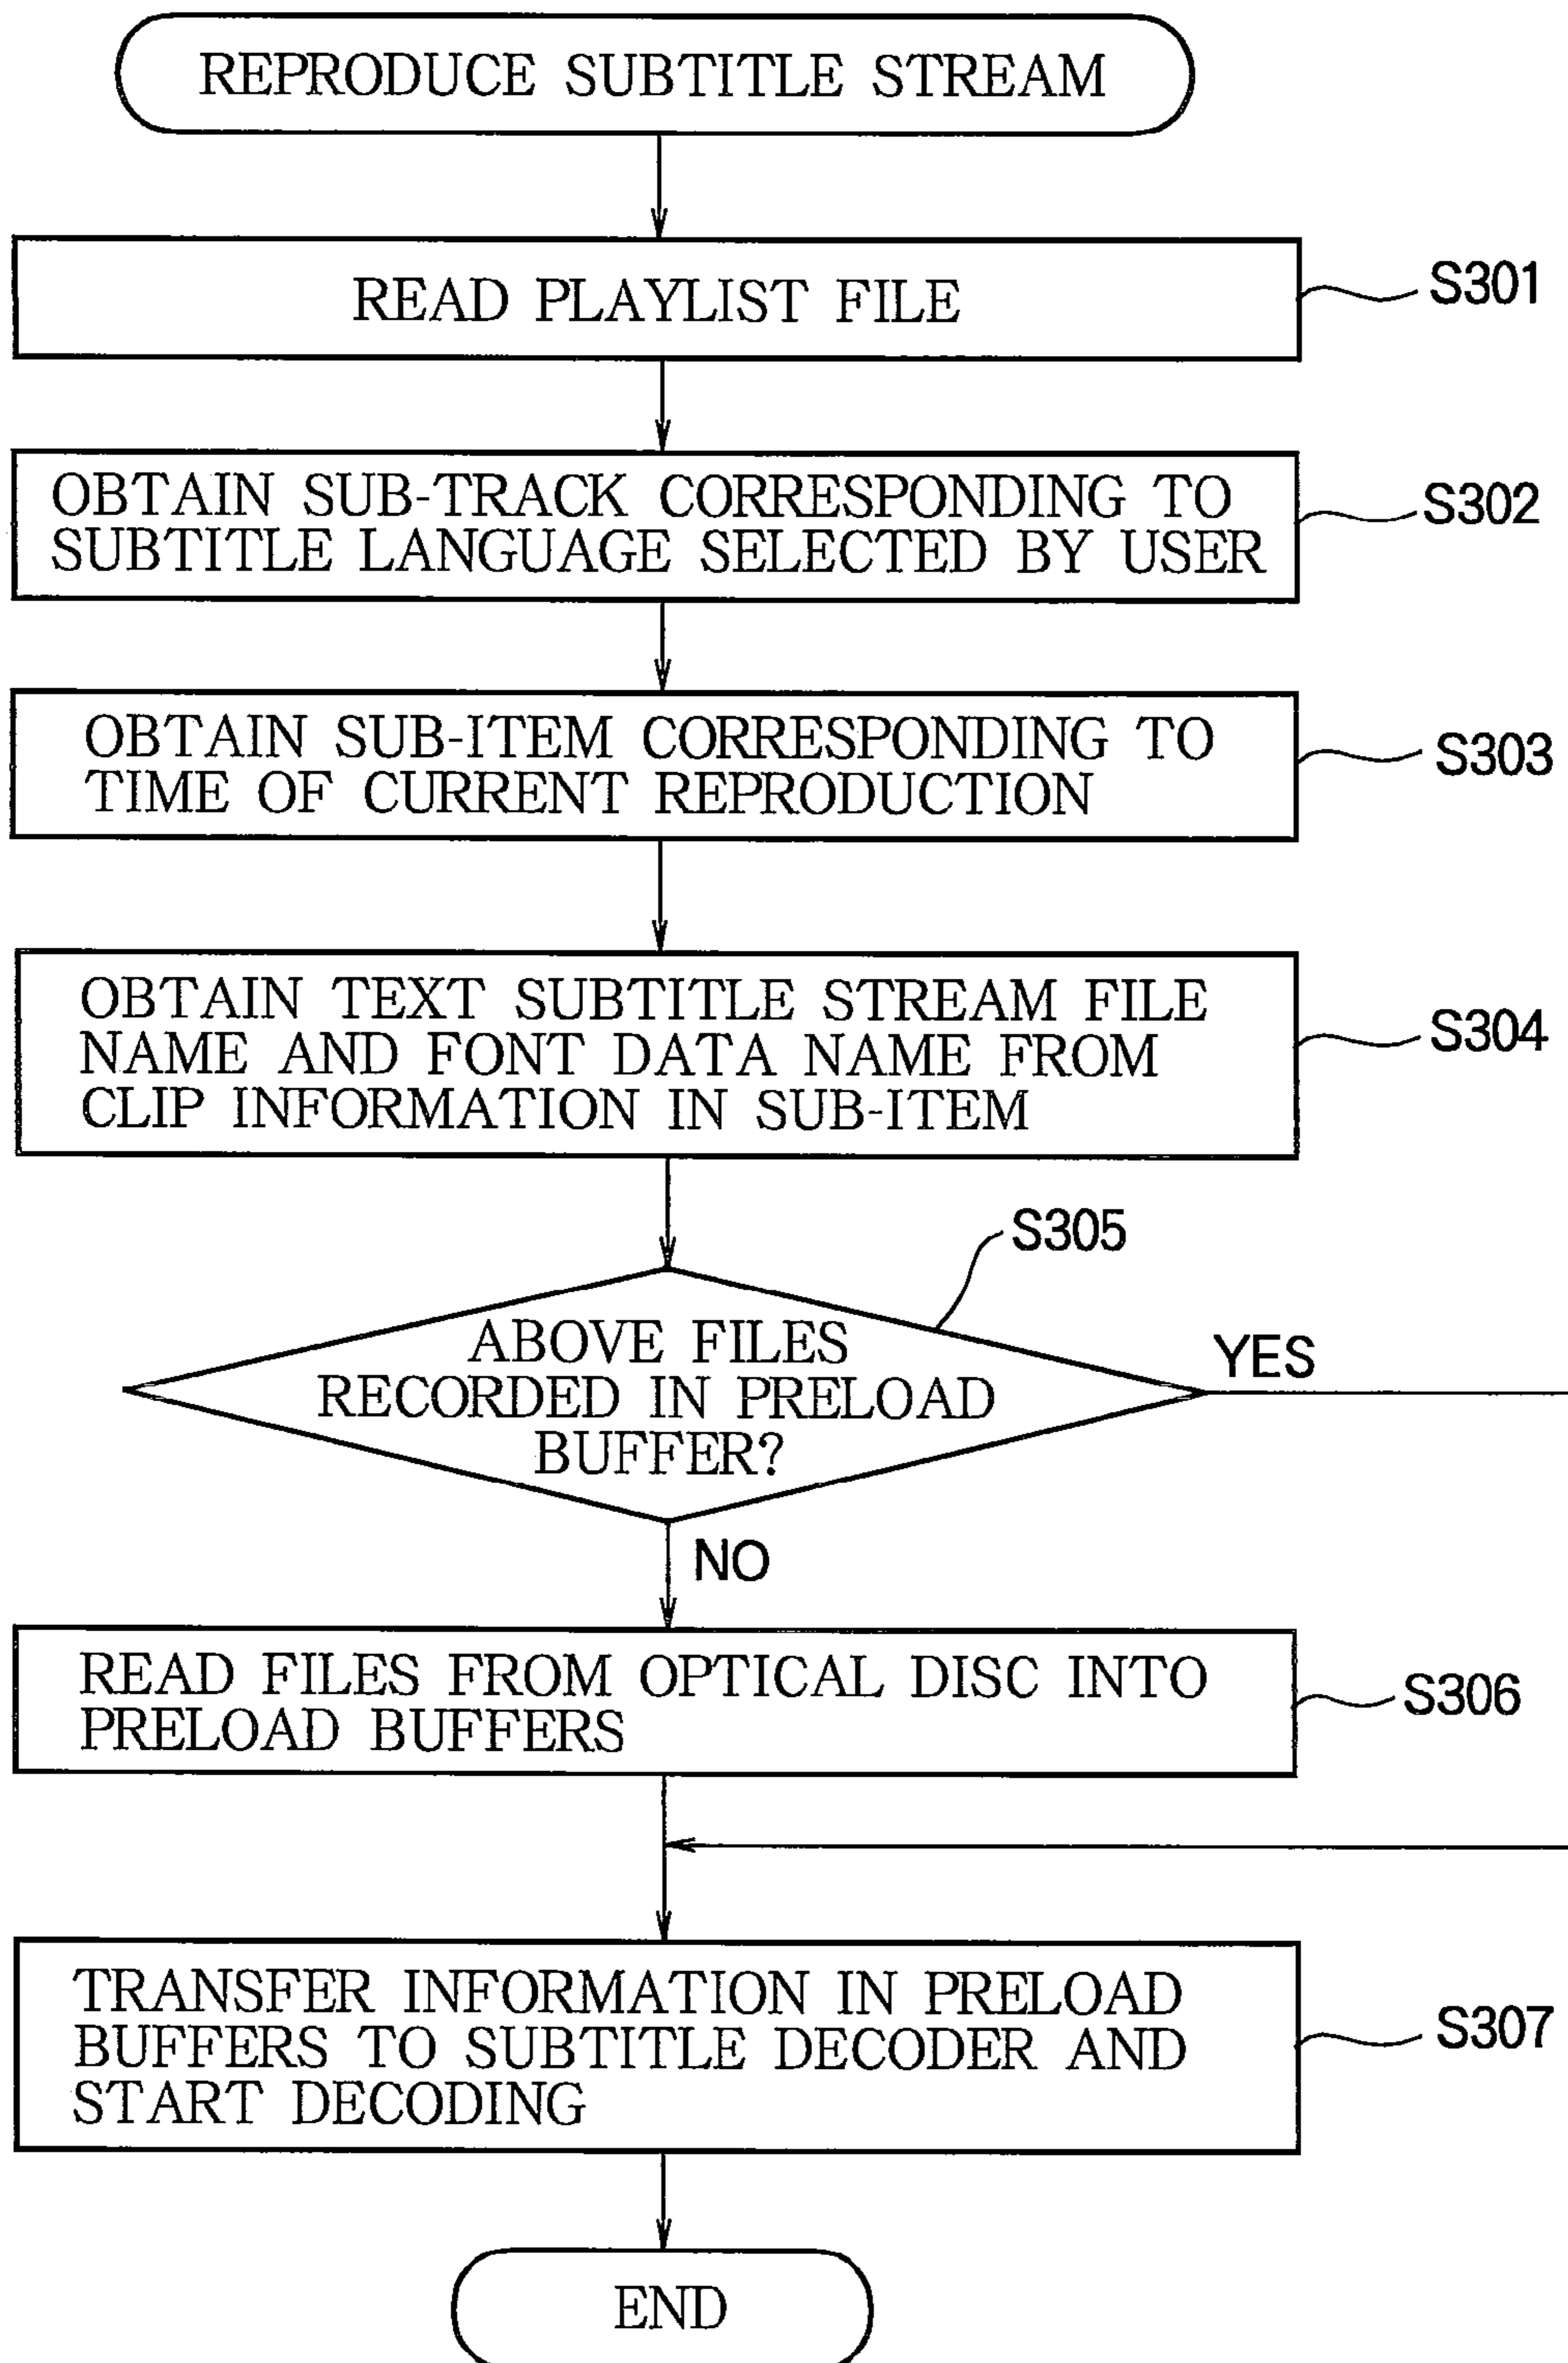 REPRODUCE SUBTITLE STREAM
READ PLAYLIST FILE
S301
OBTAIN SUB-TRACK CORRESPONDING TO
SUBTITLE LANGUAGE SELECTED BY USER
S302
OBTAIN SUB-ITEM CORRESPONDING TO
TIME OF CURRENT REPRODUCTION
S303
OBTAIN TEXT SUBTITLE STREAM FILE
NAME AND FONT DATA NAME FROM
CLIP INFORMATION IN SUB-ITEM
S304
S305
ABOVE FILES
RECORDED IN PRELOAD
BUFFER?
YES
NO
READ FILES FROM OPTICAL DISC INTO
PRELOAD BUFFERS
S306
TRANSFER INFORMATION IN PRELOAD
BUFFERS TO SUBTITLE DECODER AND
START DECODING
S307
END